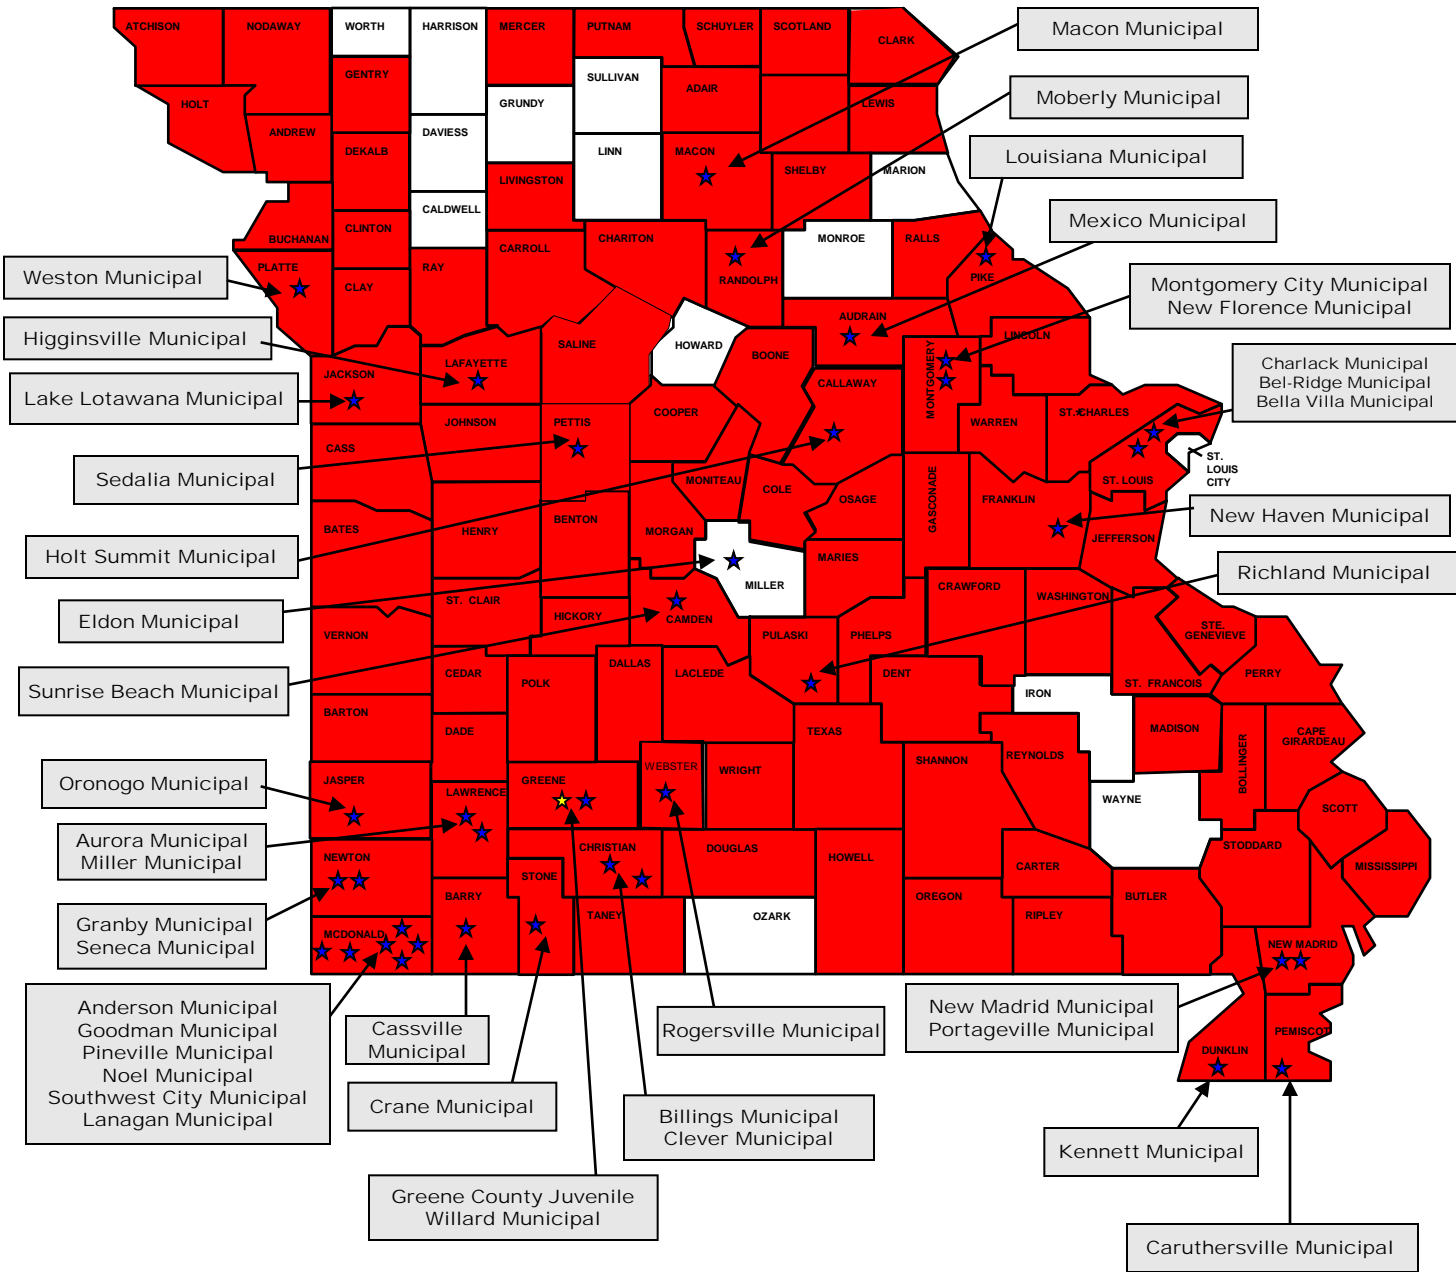 ATCHISON
NODAWAY
WORTH
HARRISON
MERCER
PUTNAM
SCHUYLER
SCOTLAND
CLARK
Macon Municipal
GENTRY
SULLIVAN
ADAIR
HOLT
GRUNDY
LEWIS
Moberly Municipal
ANDREW
DAVIESS
DEKALB
LINN
MACON
SHELBY
MARION
Louisiana Municipal
LIVINGSTON
CALDWELL
Mexico Municipal
BUCHANAN
CLINTON
CARROLL
CHARITON
MONROE
RALLS
PLATTE
RAY
Weston Municipal
CLAY
RANDOLPH
PIKE
Montgomery City Municipal
New Florence Municipal
AUDRAIN
Higginsville Municipal
SALINE
HOWARD
BOONE
LINCOLN
JACKSON
LAFAYETTE
CALLAWAY
MONTGOMERY
Charlack Municipal
Bel-Ridge Municipal
Bella Villa Municipal
Lake Lotawana Municipal
JOHNSON
PETTIS
COOPER
WARREN
ST. CHARLES
CASS
Sedalia Municipal
ST.
LOUIS
CITY
MONITEAU
COLE
OSAGE
GASCONADE
FRANKLIN
ST. LOUIS
New Haven Municipal
BATES
HENRY
BENTON
MORGAN
JEFFERSON
Holt Summit Municipal
MARIES
Richland Municipal
MILLER
CRAWFORD
WASHINGTON
ST. CLAIR
Eldon Municipal
HICKORY
CAMDEN
VERNON
PULASKI
PHELPS
STE.
GENEVIEVE
CEDAR
POLK
DALLAS
LACLEDE
DENT
ST. FRANCOIS
PERRY
Sunrise Beach Municipal
IRON
BARTON
DADE
TEXAS
MADISON
BOLLINGER
CAPE
GIRARDEAU
SHANNON
REYNOLDS
Oronogo Municipal
JASPER
LAWRENCE
GREENE
WEBSTER
WRIGHT
WAYNE
SCOTT
Aurora Municipal
Miller Municipal
NEWTON
CHRISTIAN
DOUGLAS
HOWELL
STODDARD
STONE
CARTER
MISSISSIPPI
BARRY
OREGON
BUTLER
Granby Municipal
Seneca Municipal
TANEY
OZARK
RIPLEY
MCDONALD
NEW MADRID
Anderson Municipal
Goodman Municipal
Pineville Municipal
Noel Municipal
Southwest City Municipal
Lanagan Municipal
Cassville
Municipal
Rogersville Municipal
New Madrid Municipal
Portageville Municipal
PEMISCOT
DUNKLIN
Crane Municipal
Billings Municipal
Clever Municipal
Kennett Municipal
Greene County Juvenile
Willard Municipal
Caruthersville Municipal